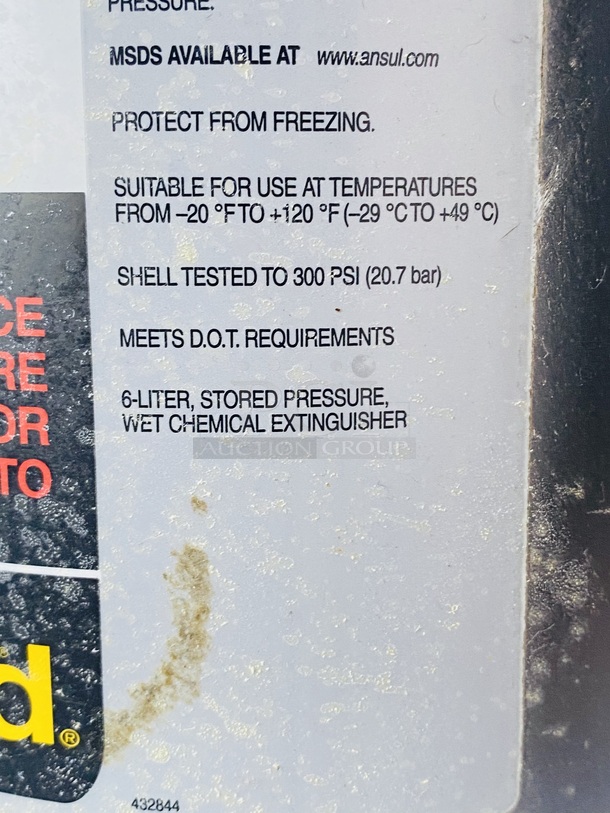 PRESSURE.
MSDS AVAILABLE AT www.ansul.com
PROTECT FROM FREEZING.
SUITABLE FOR USE AT TEMPERATURES
FROM –20 °F TO +120 °F (–29 °C TO +49 °C)
SHELL TESTED TO 300 PSI (20.7 bar)
MEETS D.O.T. REQUIREMENTS
6-LITER, STORED PRESSURE,
WET CHEMICAL EXTINGUISHER
AUCTION GROUP
CE
RE
OR
TO
d®
432844